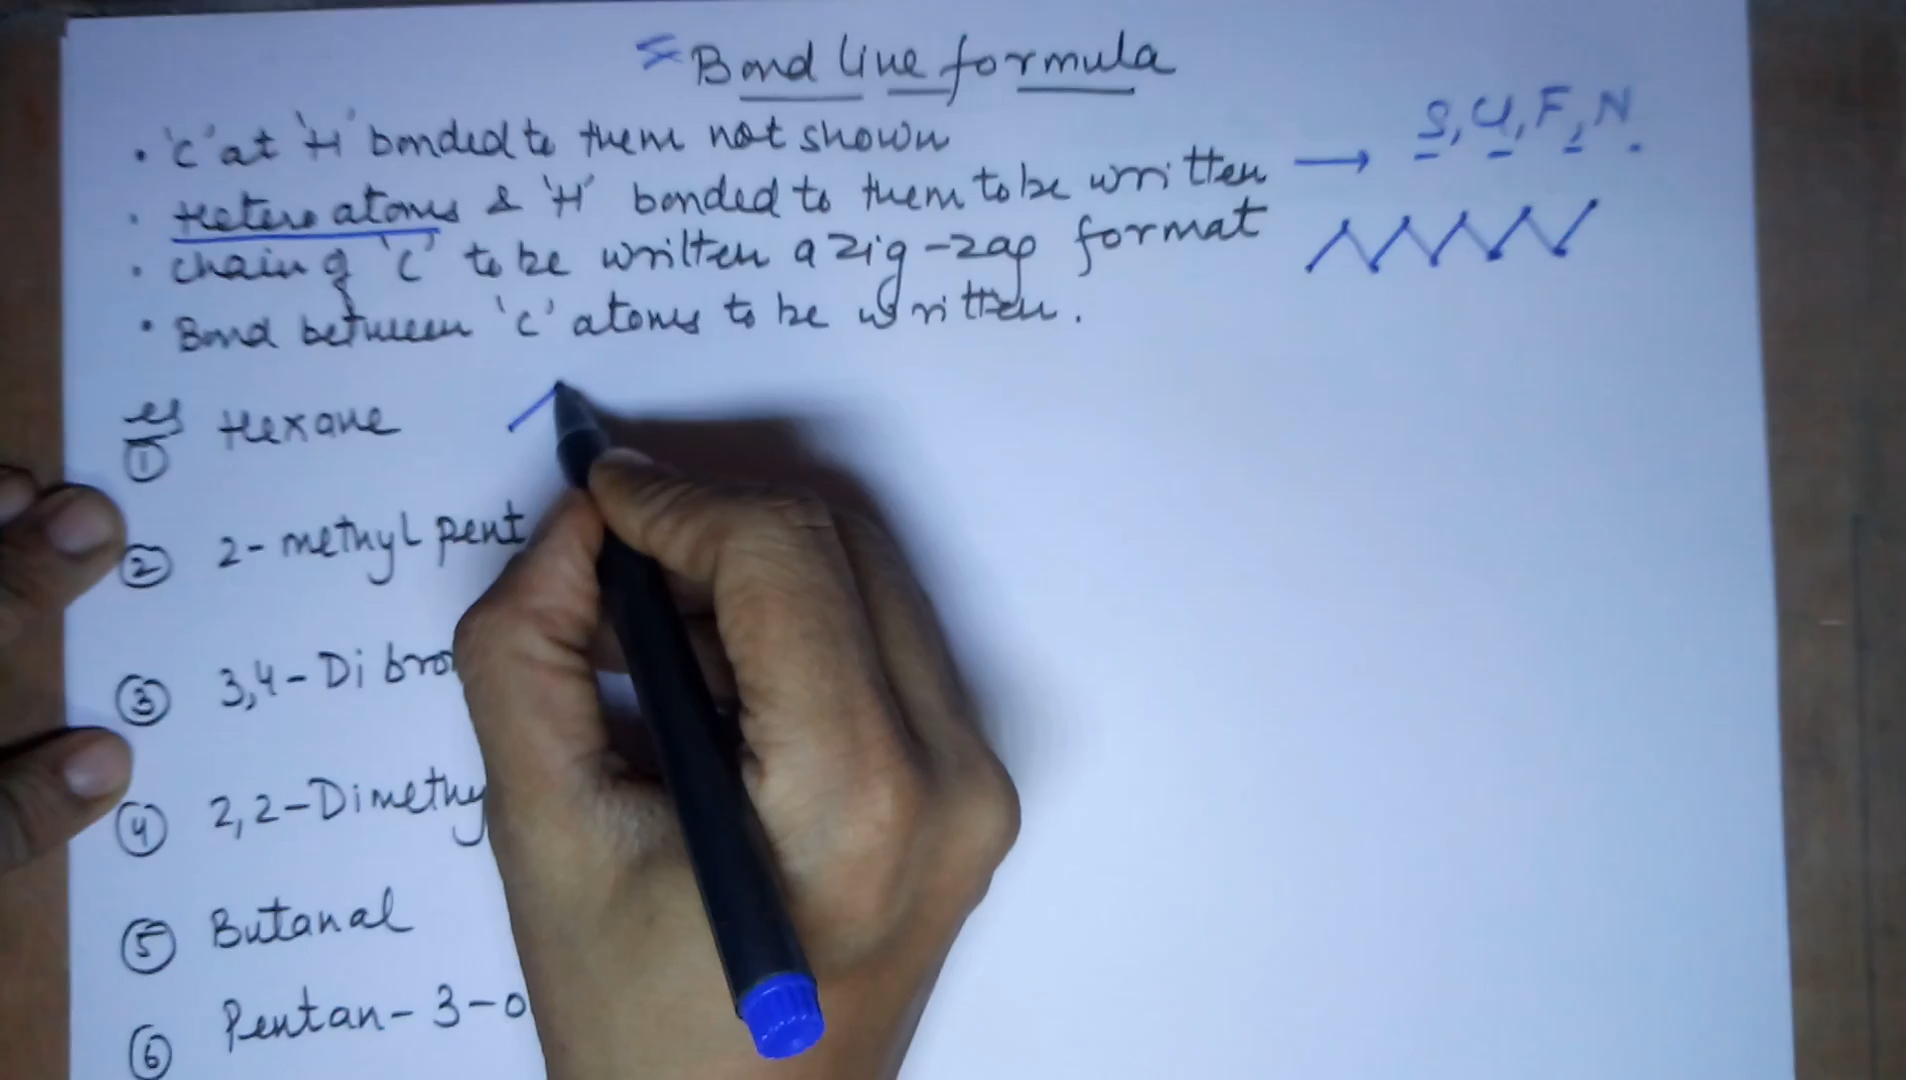 Bond line formula
• 'C' at 'H' bonded to them not shown
• Hetero atoms & 'H' bonded to them to be written → S, Cl, F, N.
• chain of 'C' to be written a zig-zag format
• Bond between 'C' atoms to be written.
eg
① Hexane
② 2-methyl pent
③ 3,4-Di bro
④ 2,2-Dimethy
⑤ Butanal
⑥ Pentan-3-o